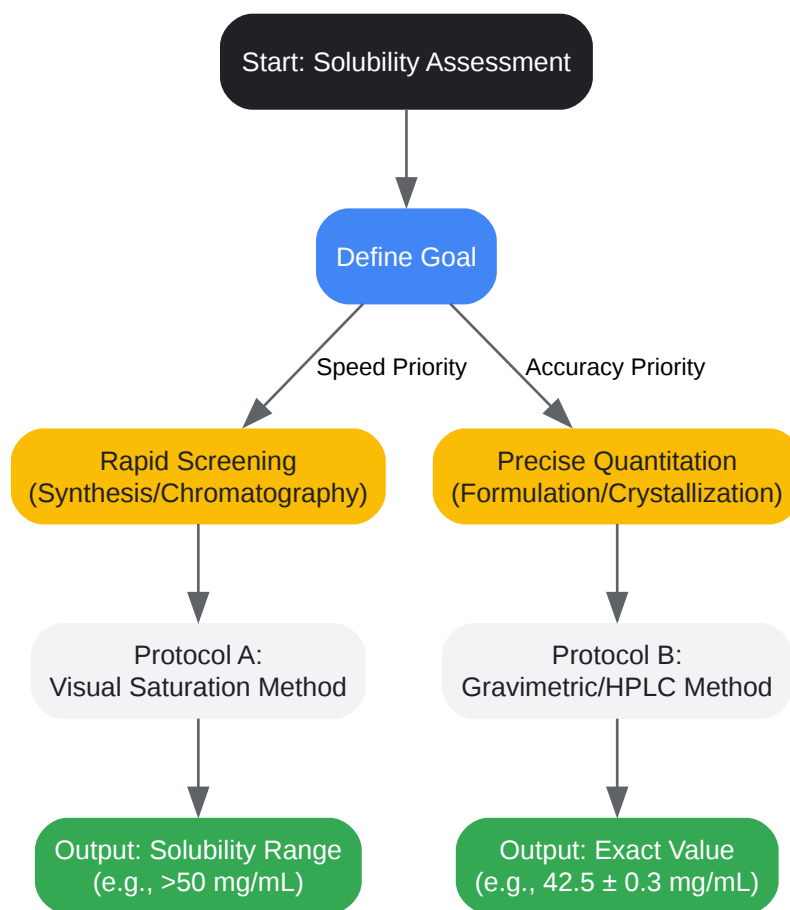 Start: Solubility Assessment
Define Goal
Speed Priority
Accuracy Priority
Rapid Screening
(Synthesis/Chromatography)
Precise Quantitation
(Formulation/Crystallization)
Protocol A:
Visual Saturation Method
Protocol B:
Gravimetric/HPLC Method
Output: Solubility Range
(e.g., >50 mg/mL)
Output: Exact Value
(e.g., 42.5 ± 0.3 mg/mL)